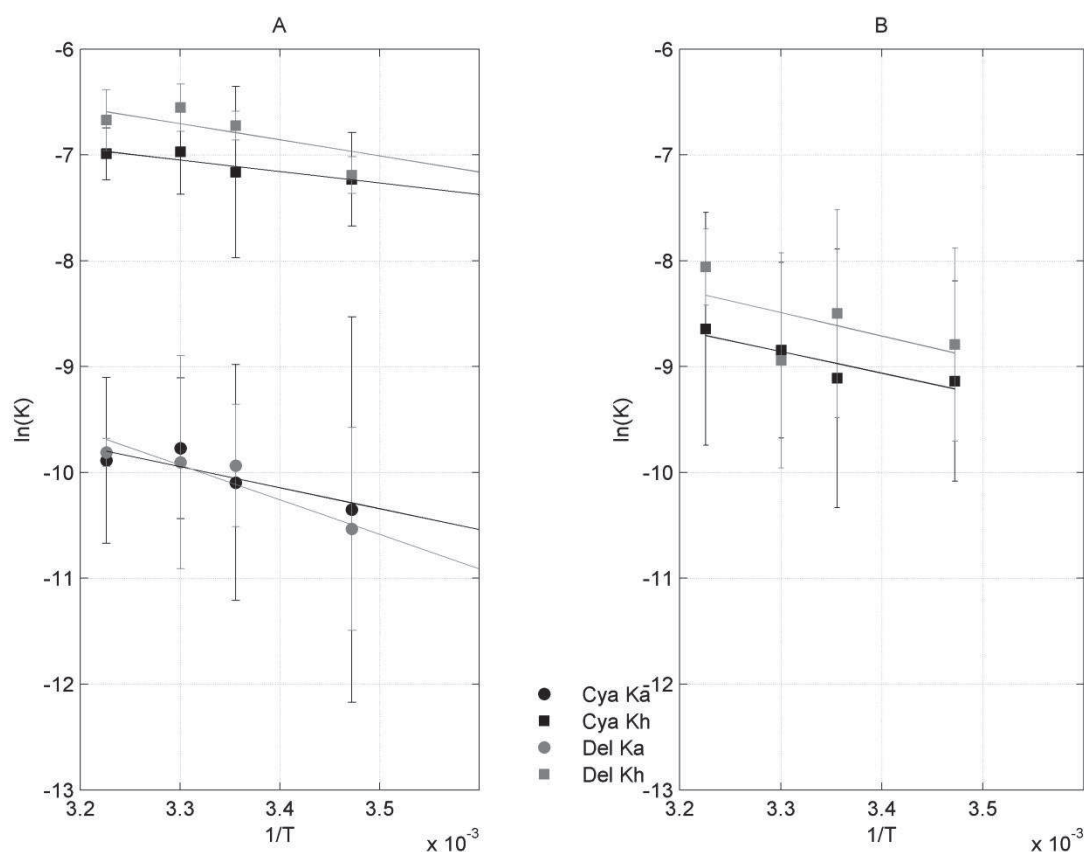 A
-6
-7
-8
-9
-10
-11
-12
-13
ln(K)
3.2
3.3
3.4
3.5
1/T
x 10⁻³
Cya Ka̅
Cya Kh
Del Ka
Del Kh
B
-6
-7
-8
-9
-10
-11
-12
-13
ln(K)
3.2
3.3
3.4
3.5
1/T
x 10⁻³